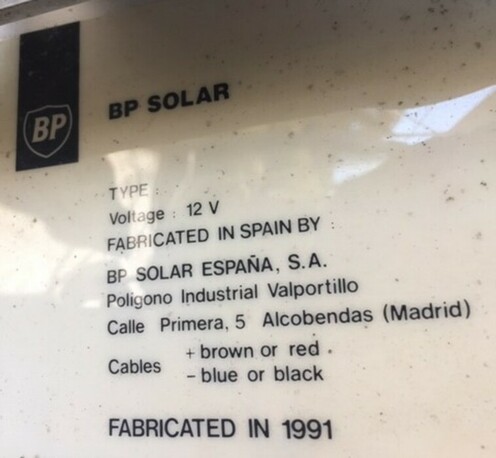 BP
BP SOLAR
TYPE :
Voltage : 12 V
FABRICATED IN SPAIN BY :
BP SOLAR ESPAÑA, S.A.
Poligono Industrial Valportillo
Calle Primera, 5 Alcobendas (Madrid)
Cables + brown or red
- blue or black
FABRICATED IN 1991